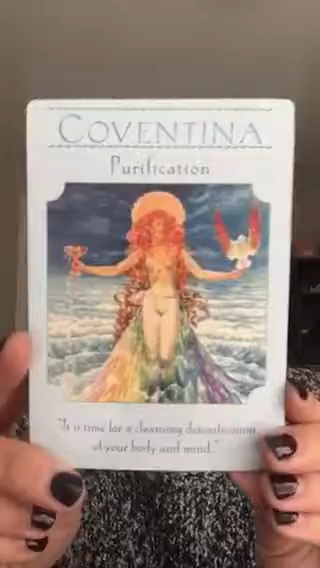 COVENTINA
Purification
"It is time for a cleansing detoxification
of your body and mind."